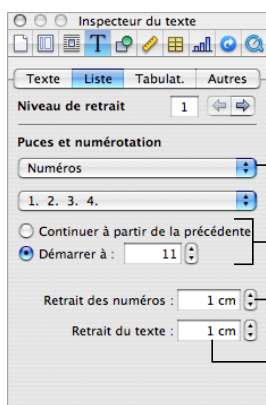 Inspecteur du texte
Texte Liste Tabulat. Autres
Niveau de retrait 1
Puces et numérotation
Numéros
1. 2. 3. 4.
Continuer à partir de la précédente
Démarrer à : 11
Retrait des numéros : 1 cm
Retrait du texte : 1 cm